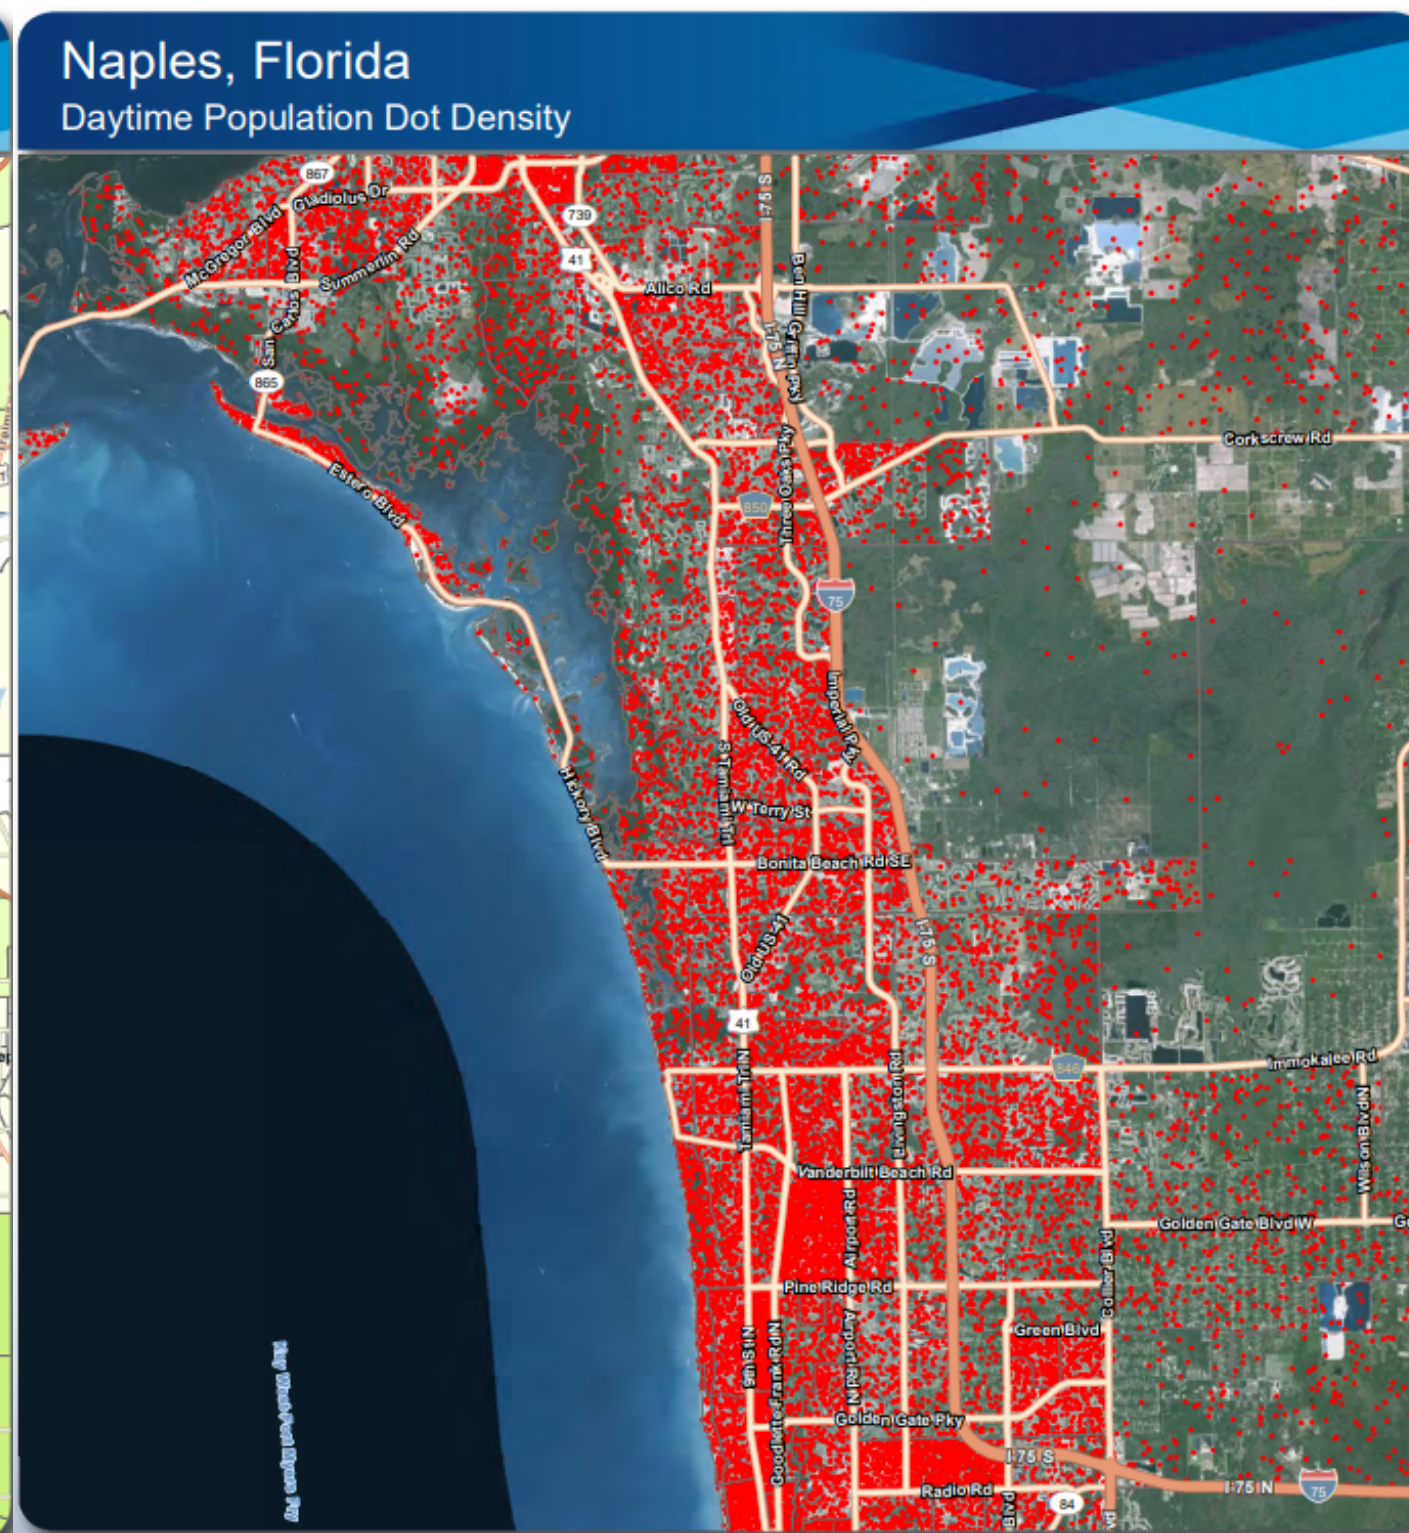 Naples, Florida
Daytime Population Dot Density
867
Gladiolus Dr
McGregor Blvd
739
I 75 S
Summerlin Rd
41
San Carlos Blvd
Alico Rd
Ben Hill Griffin Pky
I 75 N
865
Corkscrew Rd
Three Oaks Pky
Estero Blvd
850
75
Imperial Pky
Old US 41 Rd
S Tamiami Trl
W Terry St
Hickory Blvd
Bonita Beach Rd SE
Old US 41
I 75 S
41
Tamiami Trl N
Livingston Rd
846
Immokalee Rd
Wilson Blvd N
Vanderbilt Beach Rd
Airport Rd
Golden Gate Blvd W
Collier Blvd
Pine Ridge Rd
Green Blvd
9th St N
Goodlette-Frank Rd N
Airport Rd N
Golden Gate Pky
I 75 S
Radio Rd
84
I 75 N
75
Blvd
vd